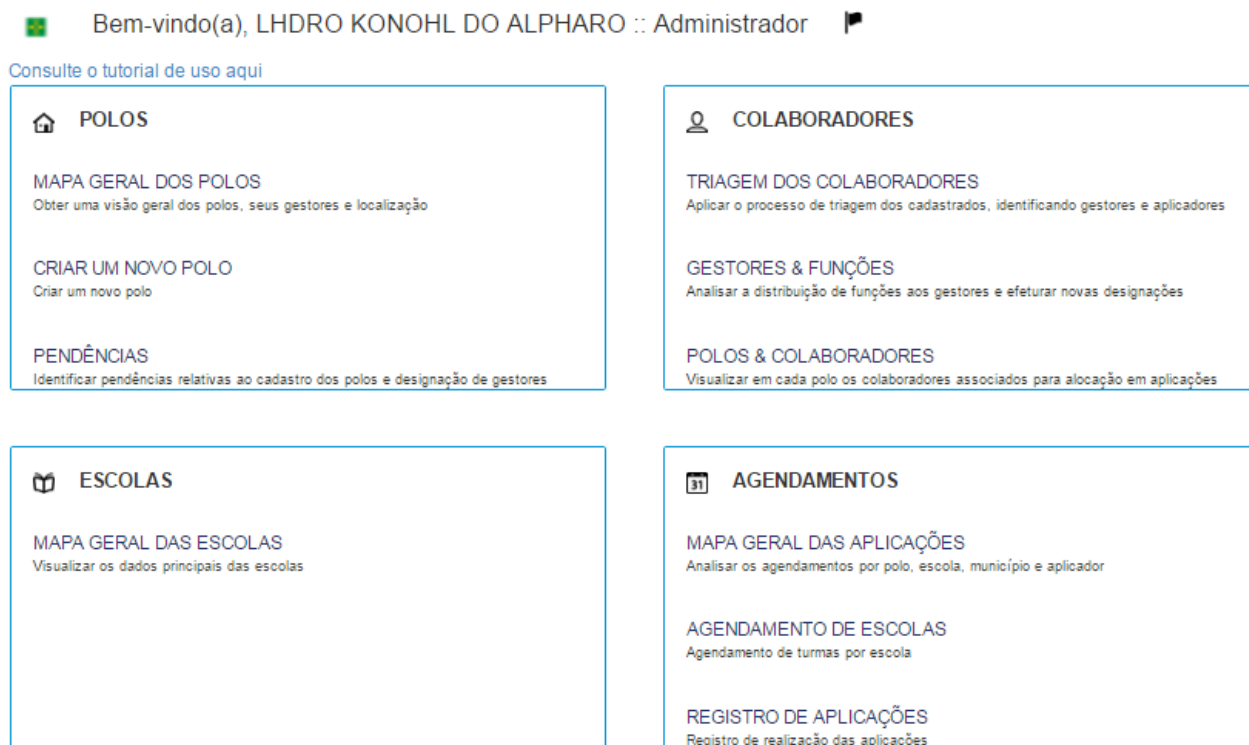 Bem-vindo(a), LHDRO KONOHL DO ALPHARO :: Administrador
Consulte o tutorial de uso aqui
POLOS
MAPA GERAL DOS POLOS
Obter uma visão geral dos polos, seus gestores e localização
CRIAR UM NOVO POLO
Criar um novo polo
PENDÊNCIAS
Identificar pendências relativas ao cadastro dos polos e designação de gestores
COLABORADORES
TRIAGEM DOS COLABORADORES
Aplicar o processo de triagem dos cadastrados, identificando gestores e aplicadores
GESTORES & FUNÇÕES
Analisar a distribuição de funções aos gestores e efeturar novas designações
POLOS & COLABORADORES
Visualizar em cada polo os colaboradores associados para alocação em aplicações
ESCOLAS
MAPA GERAL DAS ESCOLAS
Visualizar os dados principais das escolas
31
AGENDAMENTOS
MAPA GERAL DAS APLICAÇÕES
Analisar os agendamentos por polo, escola, município e aplicador
AGENDAMENTO DE ESCOLAS
Agendamento de turmas por escola
REGISTRO DE APLICAÇÕES
Registro de realização das aplicações